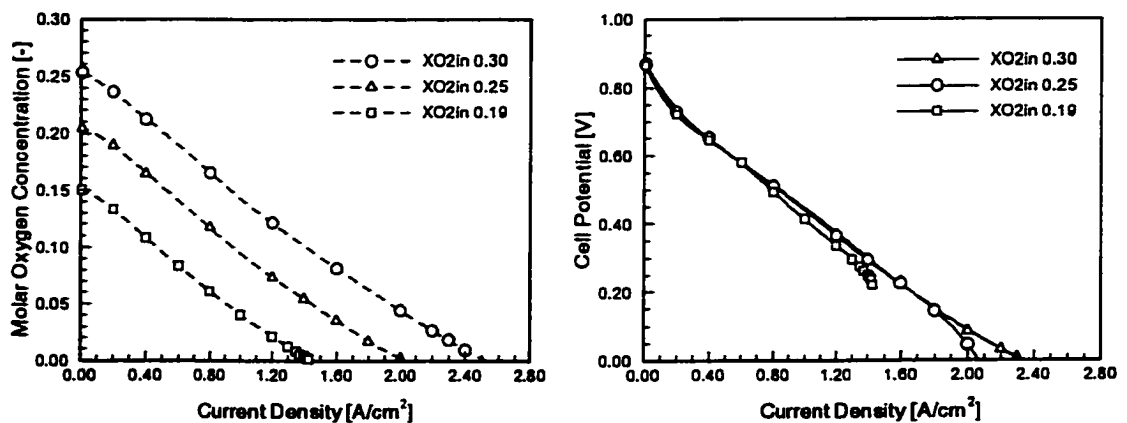 Molar Oxygen Concentration [-]
0.30
0.25
0.20
0.15
0.10
0.05
0.00
0.00 0.40 0.80 1.20 1.60 2.00 2.40 2.80
Current Density [A/cm²]
XO2in 0.30
XO2in 0.25
XO2in 0.19
Cell Potential [V]
1.00
0.80
0.60
0.40
0.20
0.00
0.00 0.40 0.80 1.20 1.60 2.00 2.40 2.80
Current Density [A/cm²]
XO2in 0.30
XO2in 0.25
XO2in 0.19